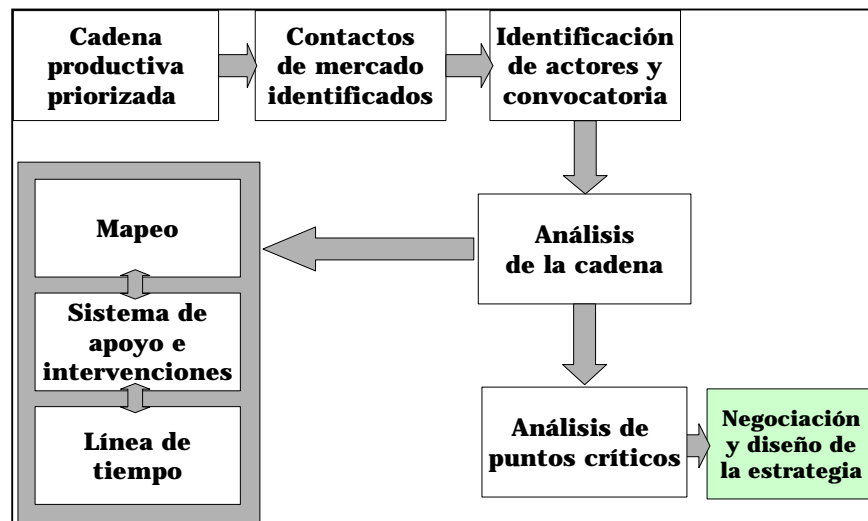 Cadena
productiva
priorizada
Contactos
de mercado
identificados
Identificación
de actores y
convocatoria
Mapeo
Sistema de
apoyo e
intervenciones
Línea de
tiempo
Análisis
de la cadena
Análisis de
puntos críticos
Negociación
y diseño de
la estrategia